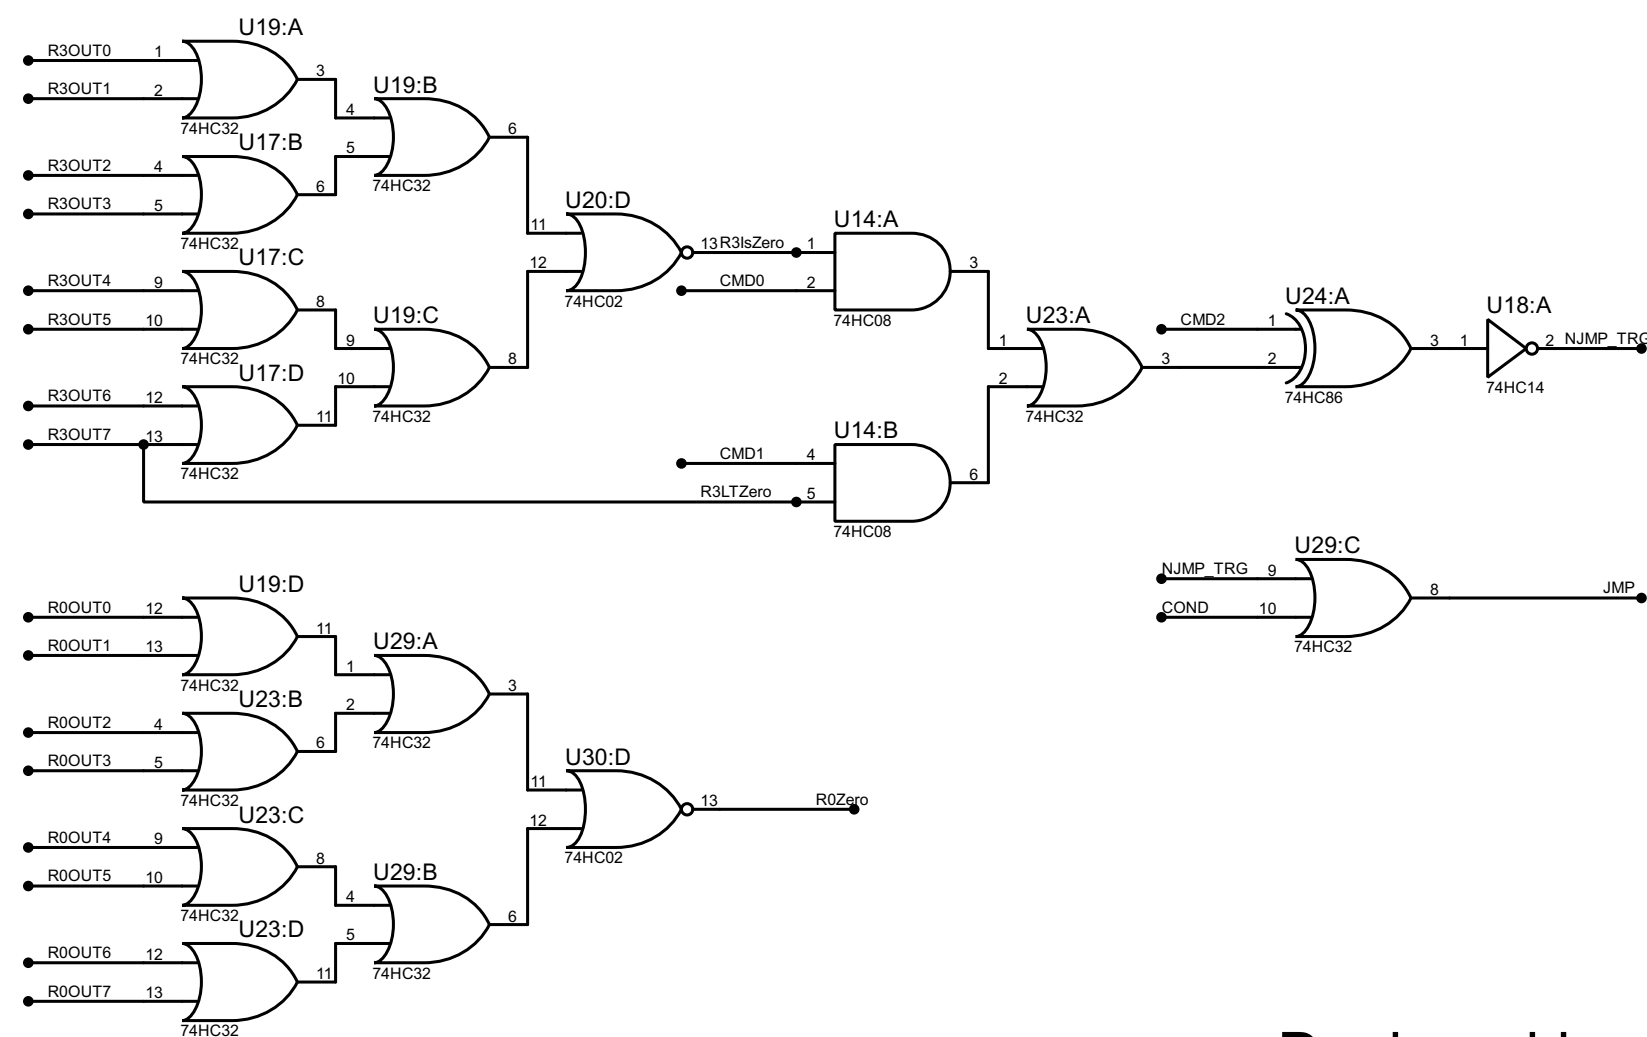 U19:A
R3OUT0 1
R3OUT1 2
3
74HC32
U19:B
4
5
6
74HC32
U17:B
R3OUT2 4
R3OUT3 5
6
74HC32
U17:C
R3OUT4 9
R3OUT5 10
8
74HC32
U19:C
9
10
8
74HC32
U17:D
R3OUT6 12
R3OUT7 13
11
74HC32
U20:D
11
12
13 R3IsZero
74HC02
U14:A
1
CMD0 2
3
74HC08
U14:B
CMD1 4
R3LTZero 5
6
74HC08
U23:A
1
2
3
74HC32
U24:A
CMD2 1
2
3
74HC86
U18:A
1
2 NJMP_TRG
74HC14
U29:C
NJMP_TRG 9
COND 10
8 JMP
74HC32
U19:D
R0OUT0 12
R0OUT1 13
11
74HC32
U29:A
1
2
3
74HC32
U23:B
R0OUT2 4
R0OUT3 5
6
74HC32
U23:C
R0OUT4 9
R0OUT5 10
8
74HC32
U29:B
4
5
6
74HC32
U23:D
R0OUT6 12
R0OUT7 13
11
74HC32
U30:D
11
12
13 R0Zero
74HC02